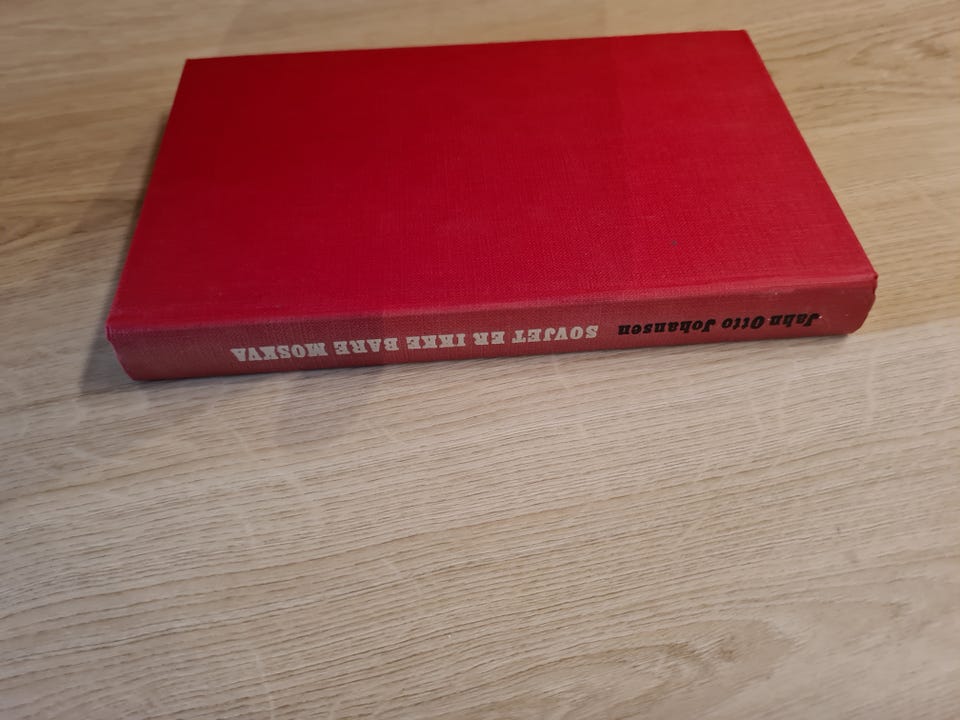 Jahn Otto Johansen SOVJET ER IKKE BARE MOSKVA